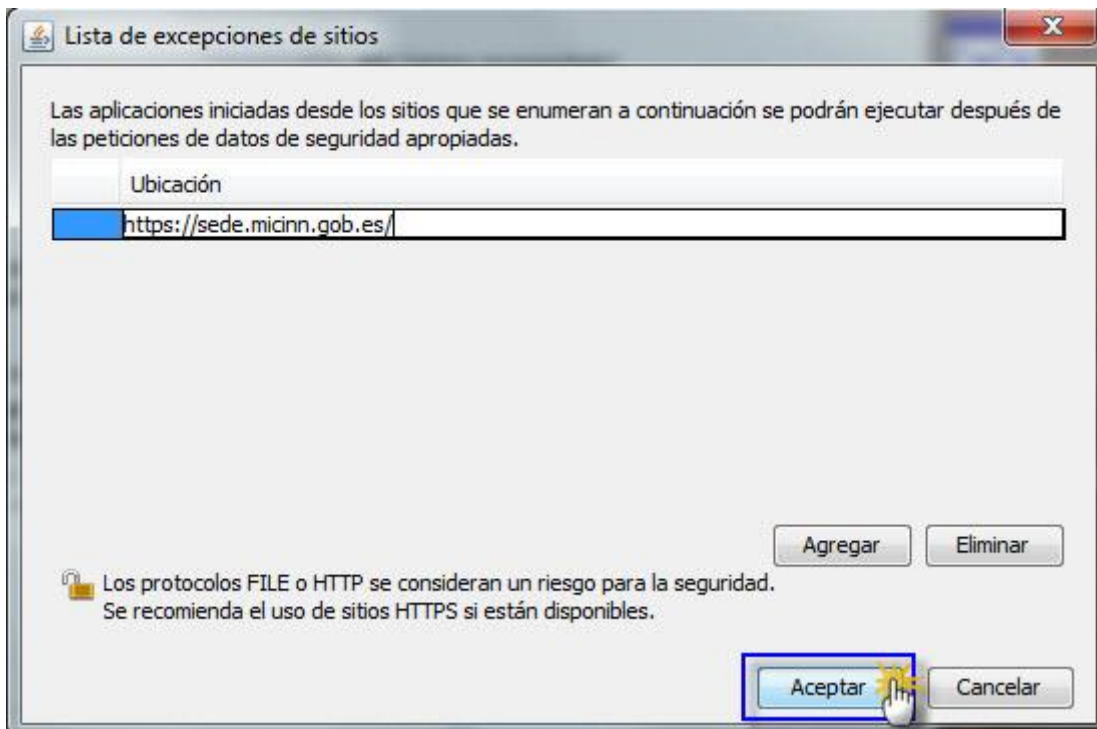 Lista de excepciones de sitios
Las aplicaciones iniciadas desde los sitios que se enumeran a continuación se podrán ejecutar después de
las peticiones de datos de seguridad apropiadas.
Ubicación
https://sede.micinn.gob.es/
Agregar
Eliminar
Los protocolos FILE o HTTP se consideran un riesgo para la seguridad.
Se recomienda el uso de sitios HTTPS si están disponibles.
Aceptar
Cancelar